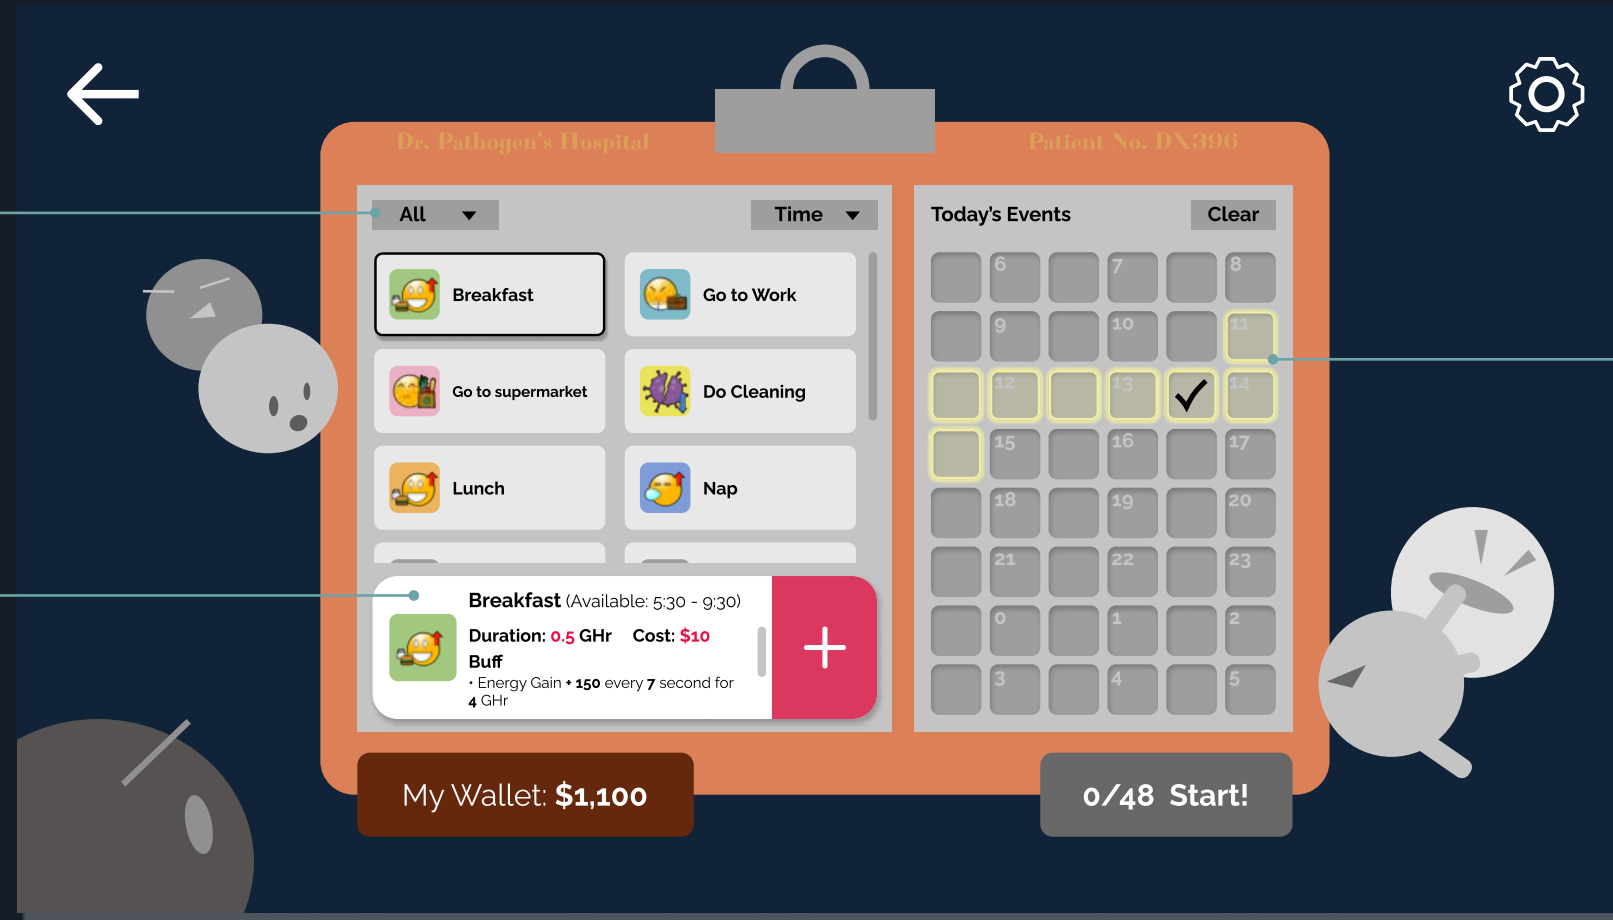 Dr. Pathogen's Hospital
Patient No. DX396
All
Time
Breakfast
Go to Work
Go to supermarket
Do Cleaning
Lunch
Nap
Breakfast (Available: 5:30 - 9:30)
Duration: 0.5 GHr Cost: $10
Buff
• Energy Gain + 150 every 7 second for
4 GHr
Today's Events
Clear
6 7 8
9 10 11
12 13 14
15 16 17
18 19 20
21 22 23
0 1 2
3 4 5
My Wallet: $1,100
0/48 Start!